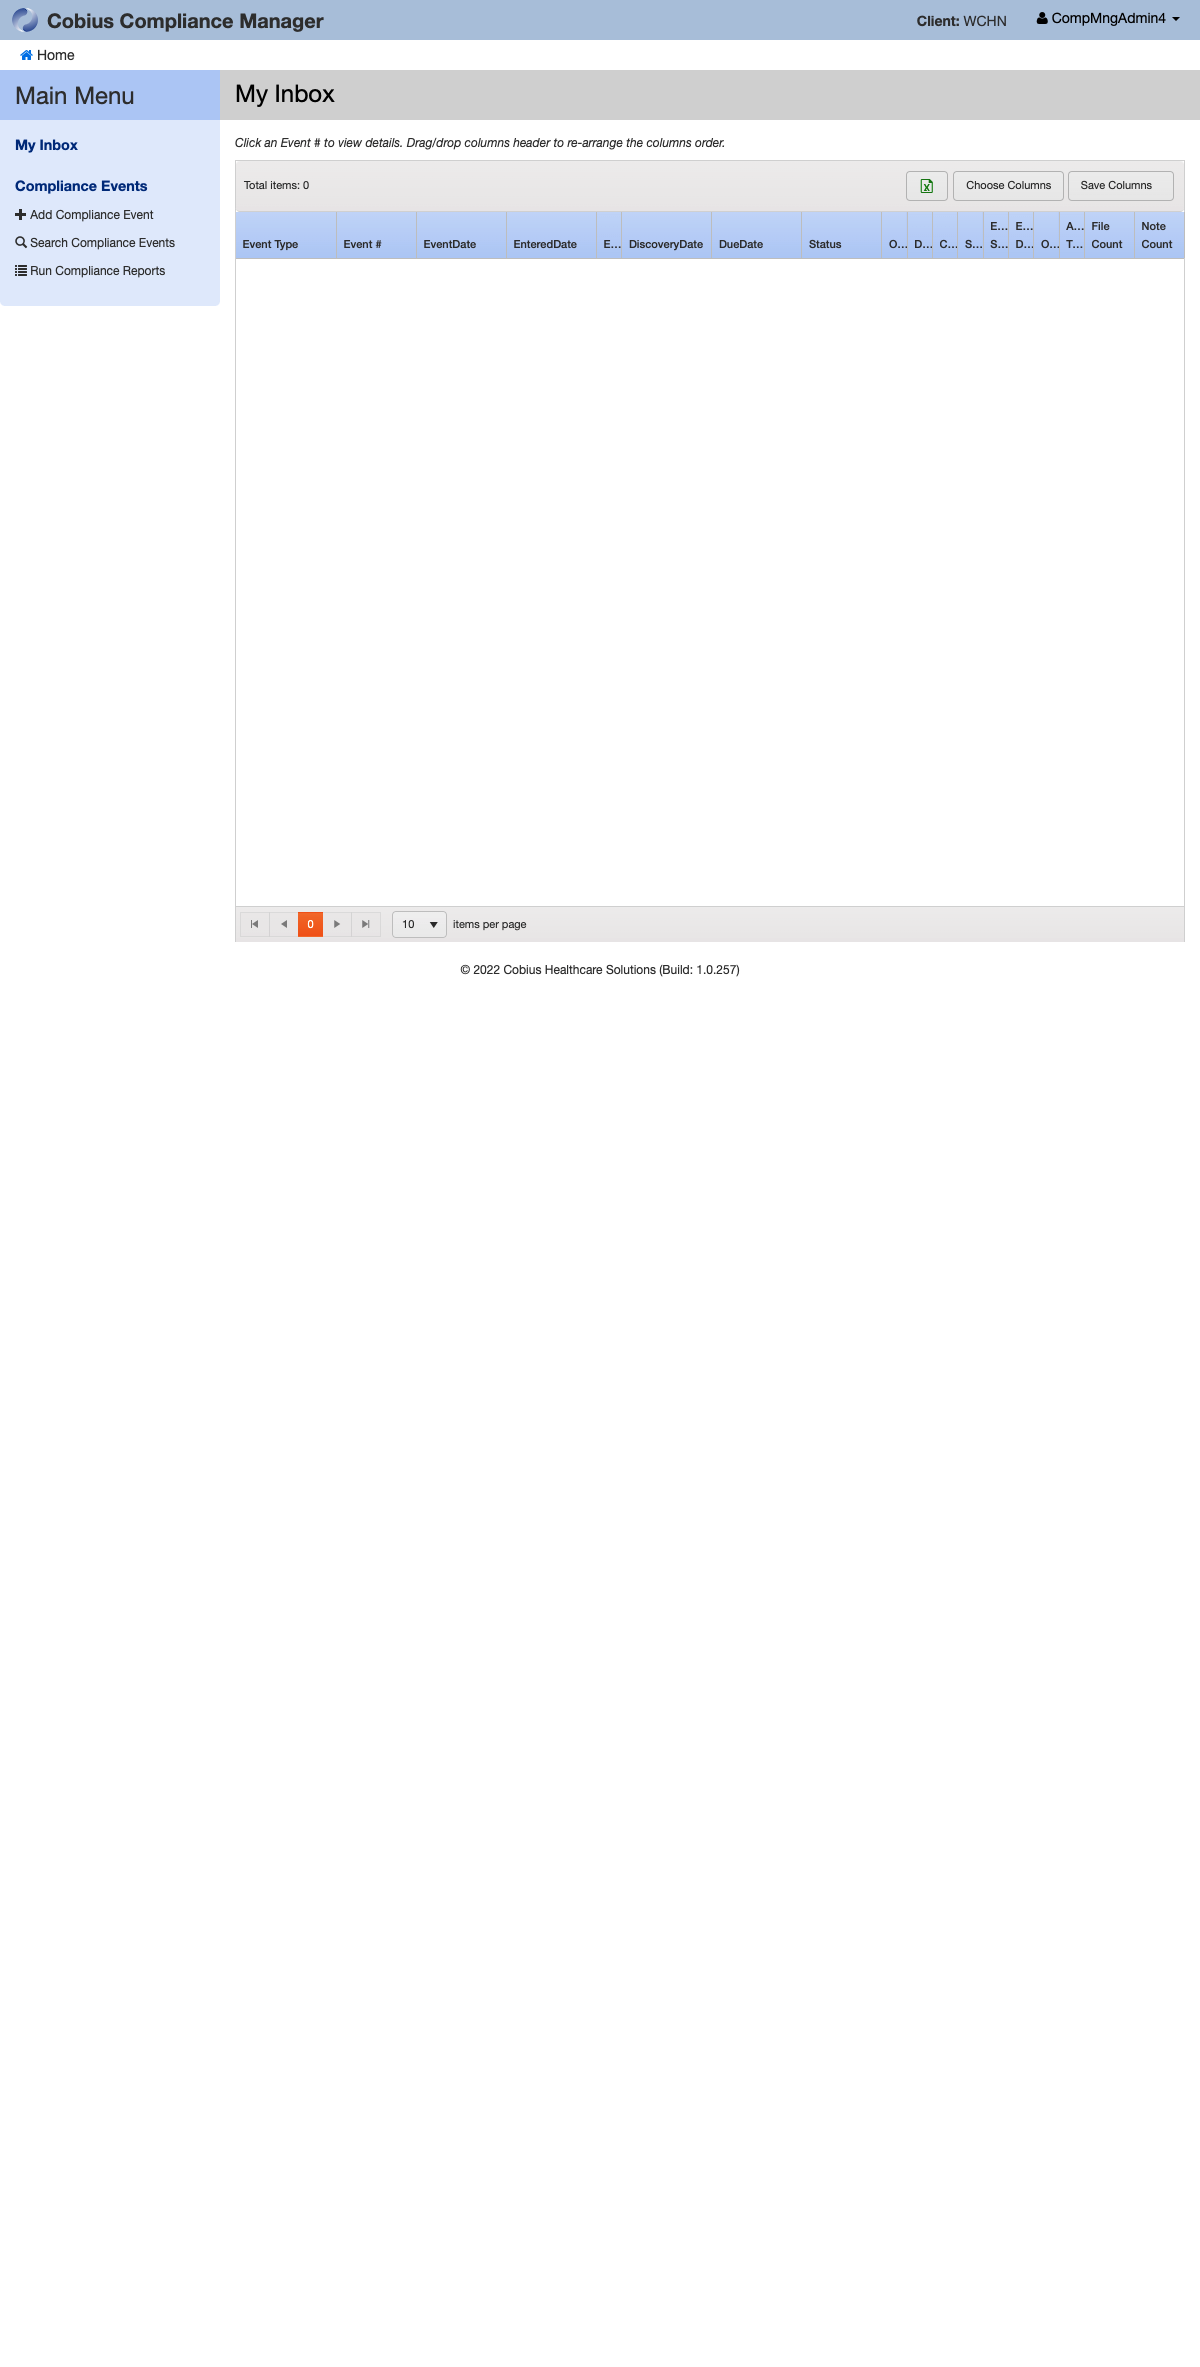 Cobius Compliance Manager
Client: WCHN
CompMngAdmin4
Home
Main Menu
My Inbox
Compliance Events
Add Compliance Event
Search Compliance Events
Run Compliance Reports
My Inbox
Click an Event # to view details. Drag/drop columns header to re-arrange the columns order.
Total items: 0
Choose Columns
Save Columns
Event Type
Event #
EventDate
EnteredDate
E...
DiscoveryDate
DueDate
Status
O...
D...
C...
S...
E...
S...
E...
D...
O...
A...
T...
File
Count
Note
Count
0
10
items per page
© 2022 Cobius Healthcare Solutions (Build: 1.0.257)